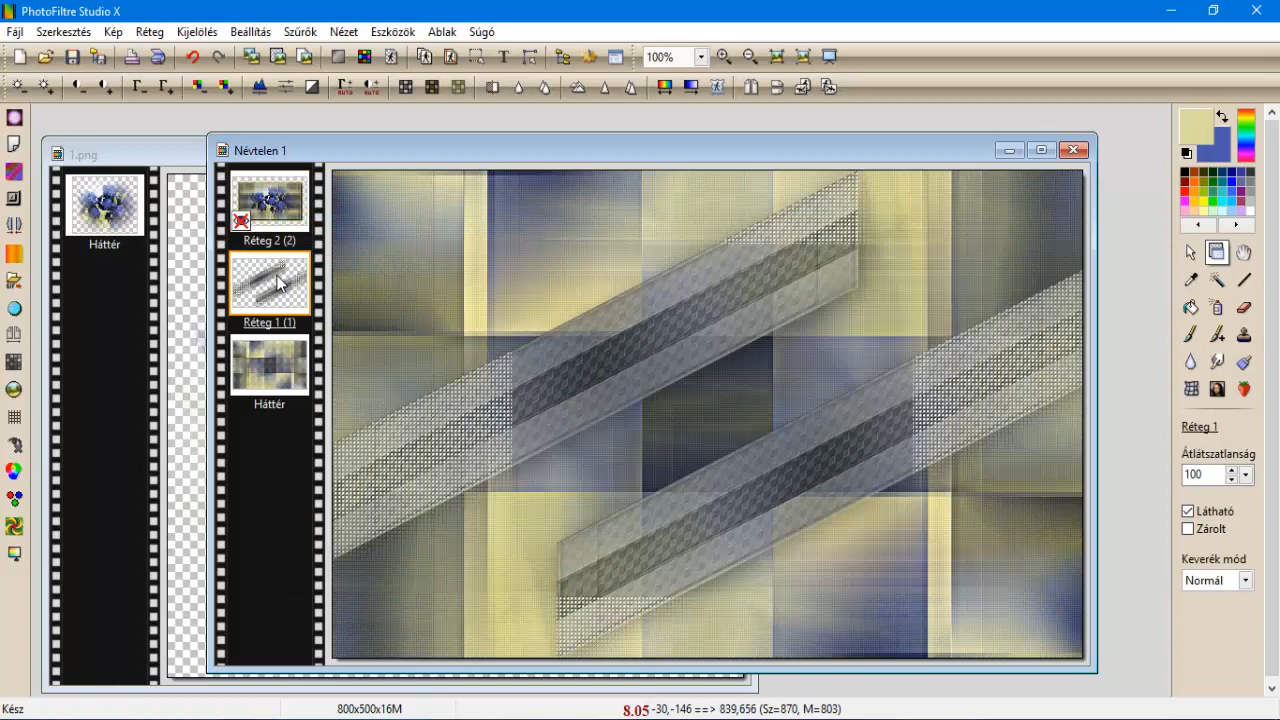 PhotoFiltre Studio X
Fájl Szerkesztés Kép Réteg Kijelölés Beállítás Szűrők Nézet Eszközök Ablak Súgó
100%
AUTO AUTO
1.png
Háttér
Névtelen 1
Réteg 2 (2)
Réteg 1 (1)
Háttér
Réteg 1
Átlátszatlanság
100
Látható
Zárolt
Keverék mód
Normál
Kész 800x500x16M 8.05 -30,-146 ==> 839,656 (Sz=870, M=803)